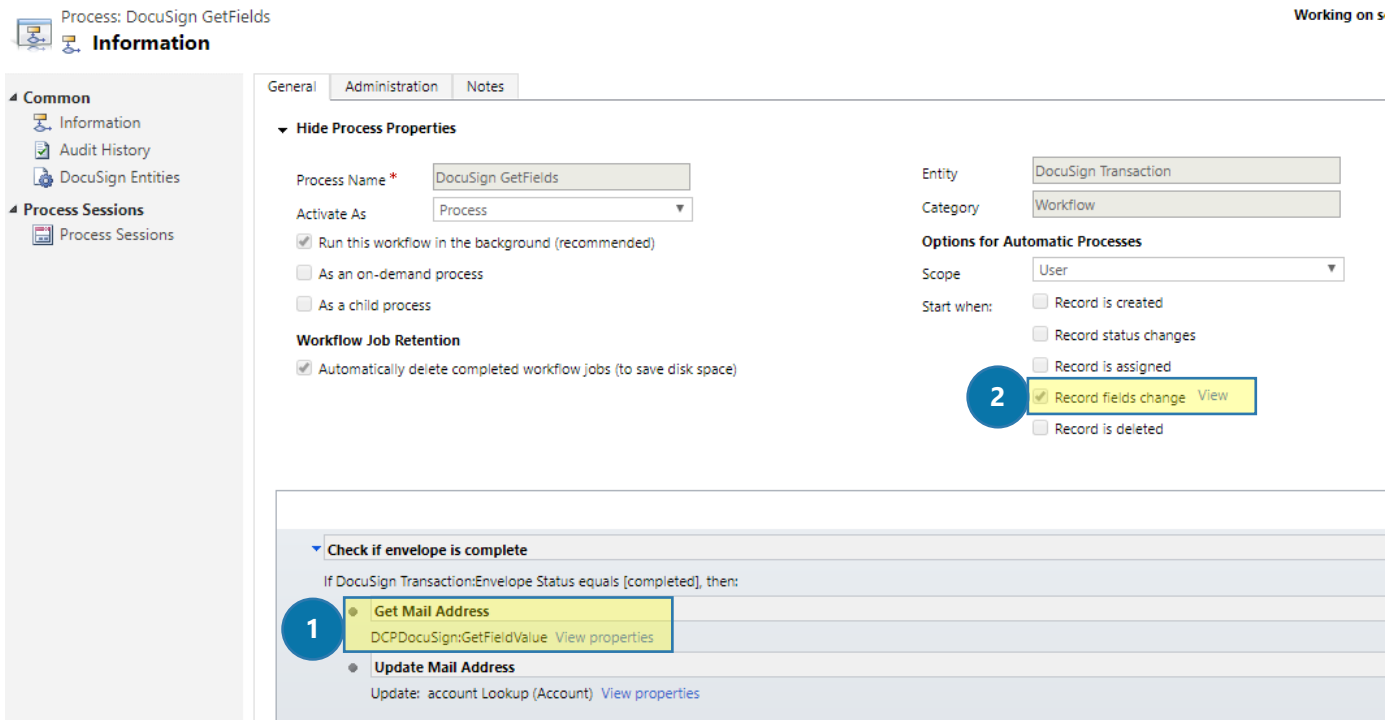 Process: DocuSign GetFields
Information
Working on s
Common
Information
Audit History
DocuSign Entities
Process Sessions
Process Sessions
General Administration Notes
Hide Process Properties
Process Name * DocuSign GetFields
Activate As Process
Run this workflow in the background (recommended)
As an on-demand process
As a child process
Workflow Job Retention
Automatically delete completed workflow jobs (to save disk space)
Entity DocuSign Transaction
Category Workflow
Options for Automatic Processes
Scope User
Start when: Record is created
Record status changes
Record is assigned
2 Record fields change View
Record is deleted
Check if envelope is complete
If DocuSign Transaction:Envelope Status equals [completed], then:
1 Get Mail Address
DCPDocuSign:GetFieldValue View properties
Update Mail Address
Update: account Lookup (Account) View properties